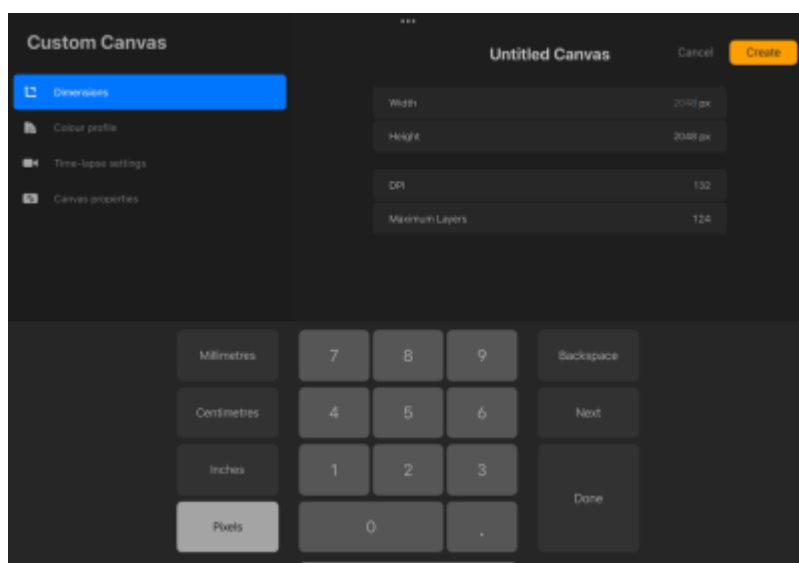 Custom Canvas
Untitled Canvas
Cancel
Create
Dimensions
Colour profile
Time-lapse settings
Canvas properties
Width 2048 px
Height 2048 px
DPI 132
Maximum Layers 124
Millimetres 7 8 9 Backspace
Centimetres 4 5 6 Next
Inches 1 2 3
Done
Pixels 0 .